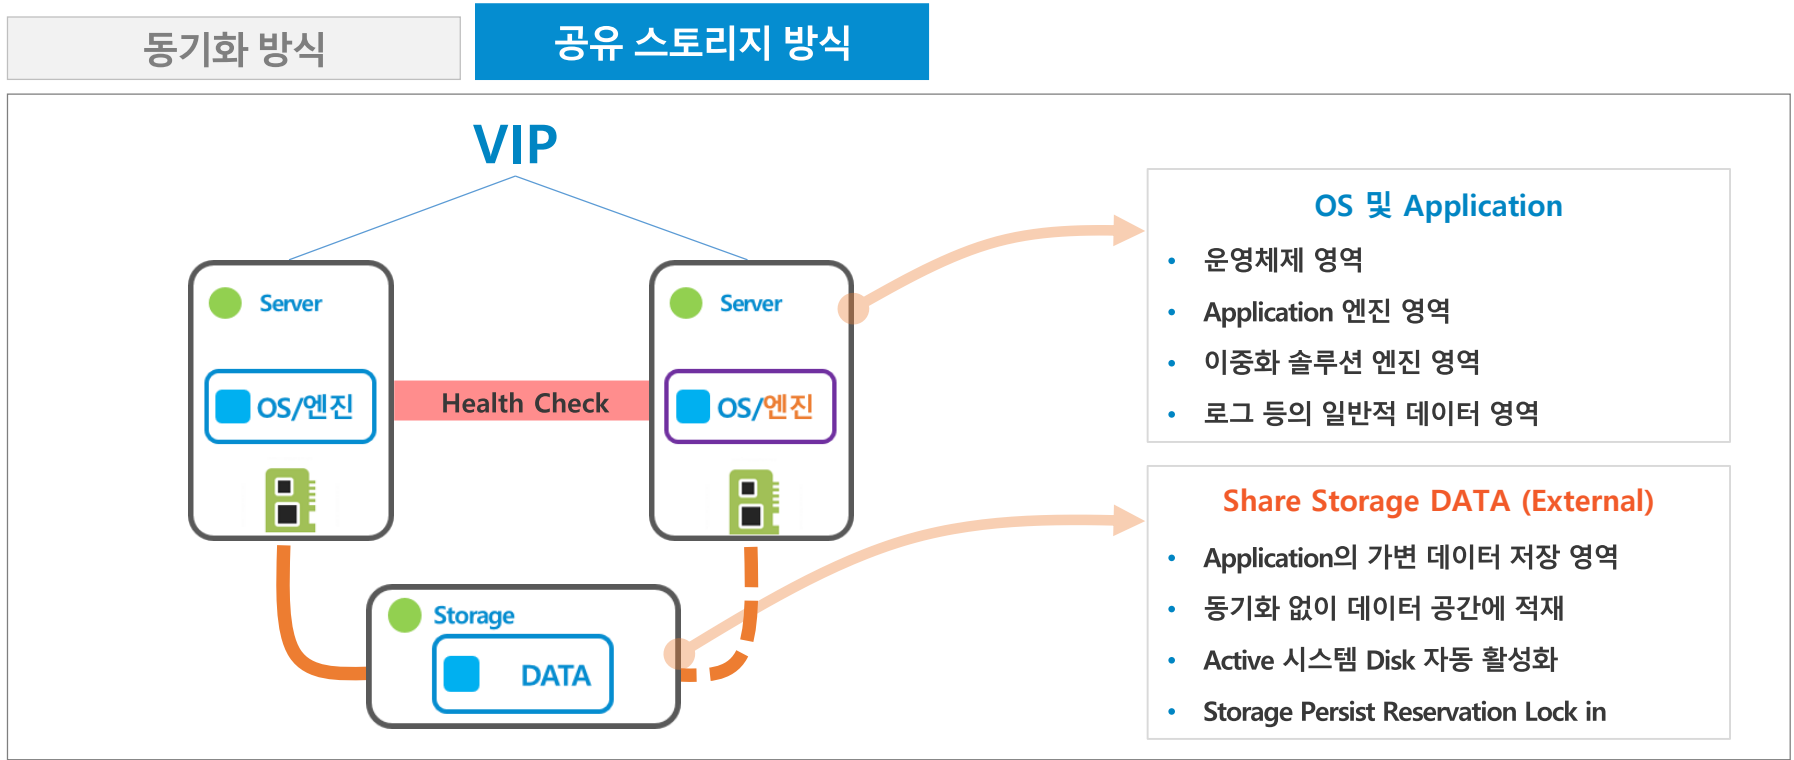 동기화 방식
공유 스토리지 방식
VIP
Server
OS/엔진
Health Check
Server
OS/엔진
Storage
DATA
OS 및 Application
• 운영체제 영역
• Application 엔진 영역
• 이중화 솔루션 엔진 영역
• 로그 등의 일반적 데이터 영역
Share Storage DATA (External)
• Application의 가변 데이터 저장 영역
• 동기화 없이 데이터 공간에 적재
• Active 시스템 Disk 자동 활성화
• Storage Persist Reservation Lock in